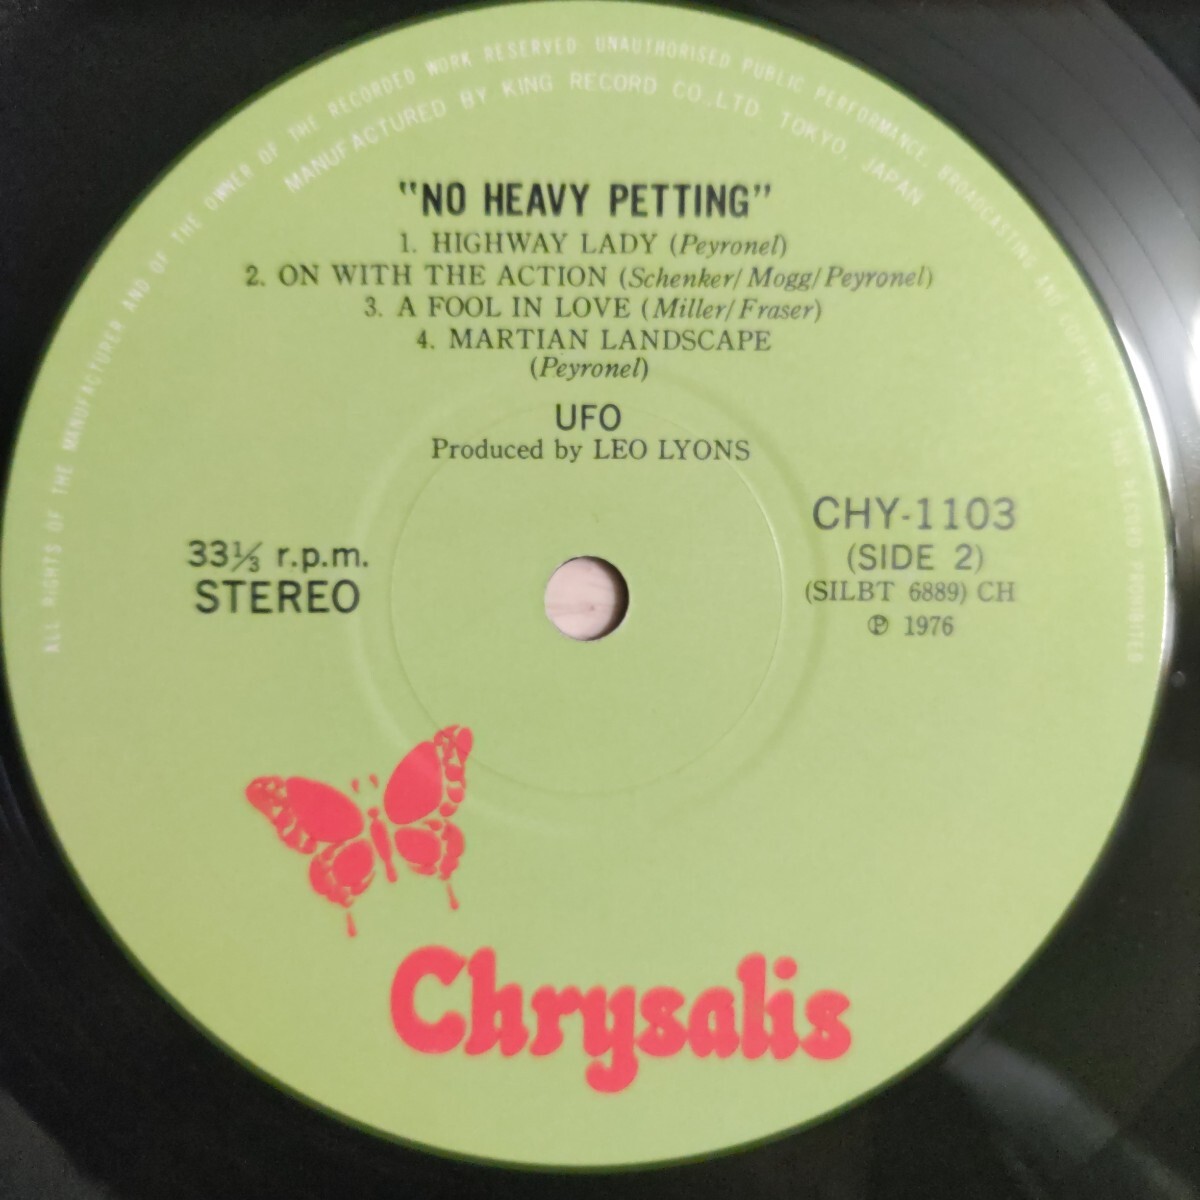 ALL RIGHTS OF THE MANUFACTURER AND OF THE OWNER OF THE RECORDED WORK RESERVED UNAUTHORISED PUBLIC PERFORMANCE, BROADCASTING AND COPYING OF THE RECORD PROHIBITED
MANUFACTURED BY KING RECORD CO.,LTD. TOKYO, JAPAN.
"NO HEAVY PETTING"
1. HIGHWAY LADY (Peyronel)
2. ON WITH THE ACTION (Schenker/Mogg/Peyronel)
3. A FOOL IN LOVE (Miller/Fraser)
4. MARTIAN LANDSCAPE
(Peyronel)
UFO
Produced by LEO LYONS
33⅓ r.p.m.
STEREO
CHY-1103
(SIDE 2)
(SILBT 6889) CH
℗ 1976
Chrysalis